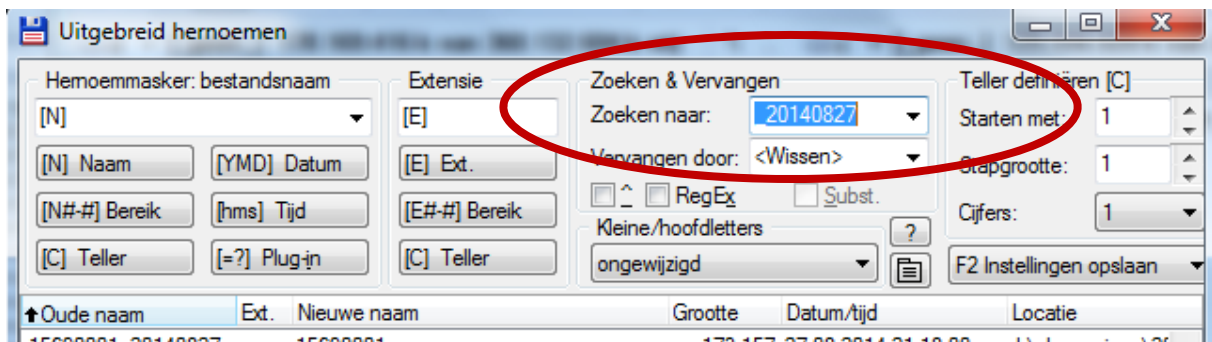 Uitgebreid hernoemen
Hernoemmasker: bestandsnaam
[N]
[N] Naam [YMD] Datum
[N#-#] Bereik [hms] Tijd
[C] Teller [=?] Plug-in
Extensie
[E]
[E] Ext.
[E#-#] Bereik
[C] Teller
Zoeken & Vervangen
Zoeken naar: _20140827
Vervangen door: <Wissen>
^ RegEx Subst.
Kleine/hoofdletters
ongewijzigd
?
Teller definiëren [C]
Starten met: 1
Stapgrootte: 1
Cijfers: 1
F2 Instellingen opslaan
Oude naam Ext. Nieuwe naam Grootte Datum/tijd Locatie